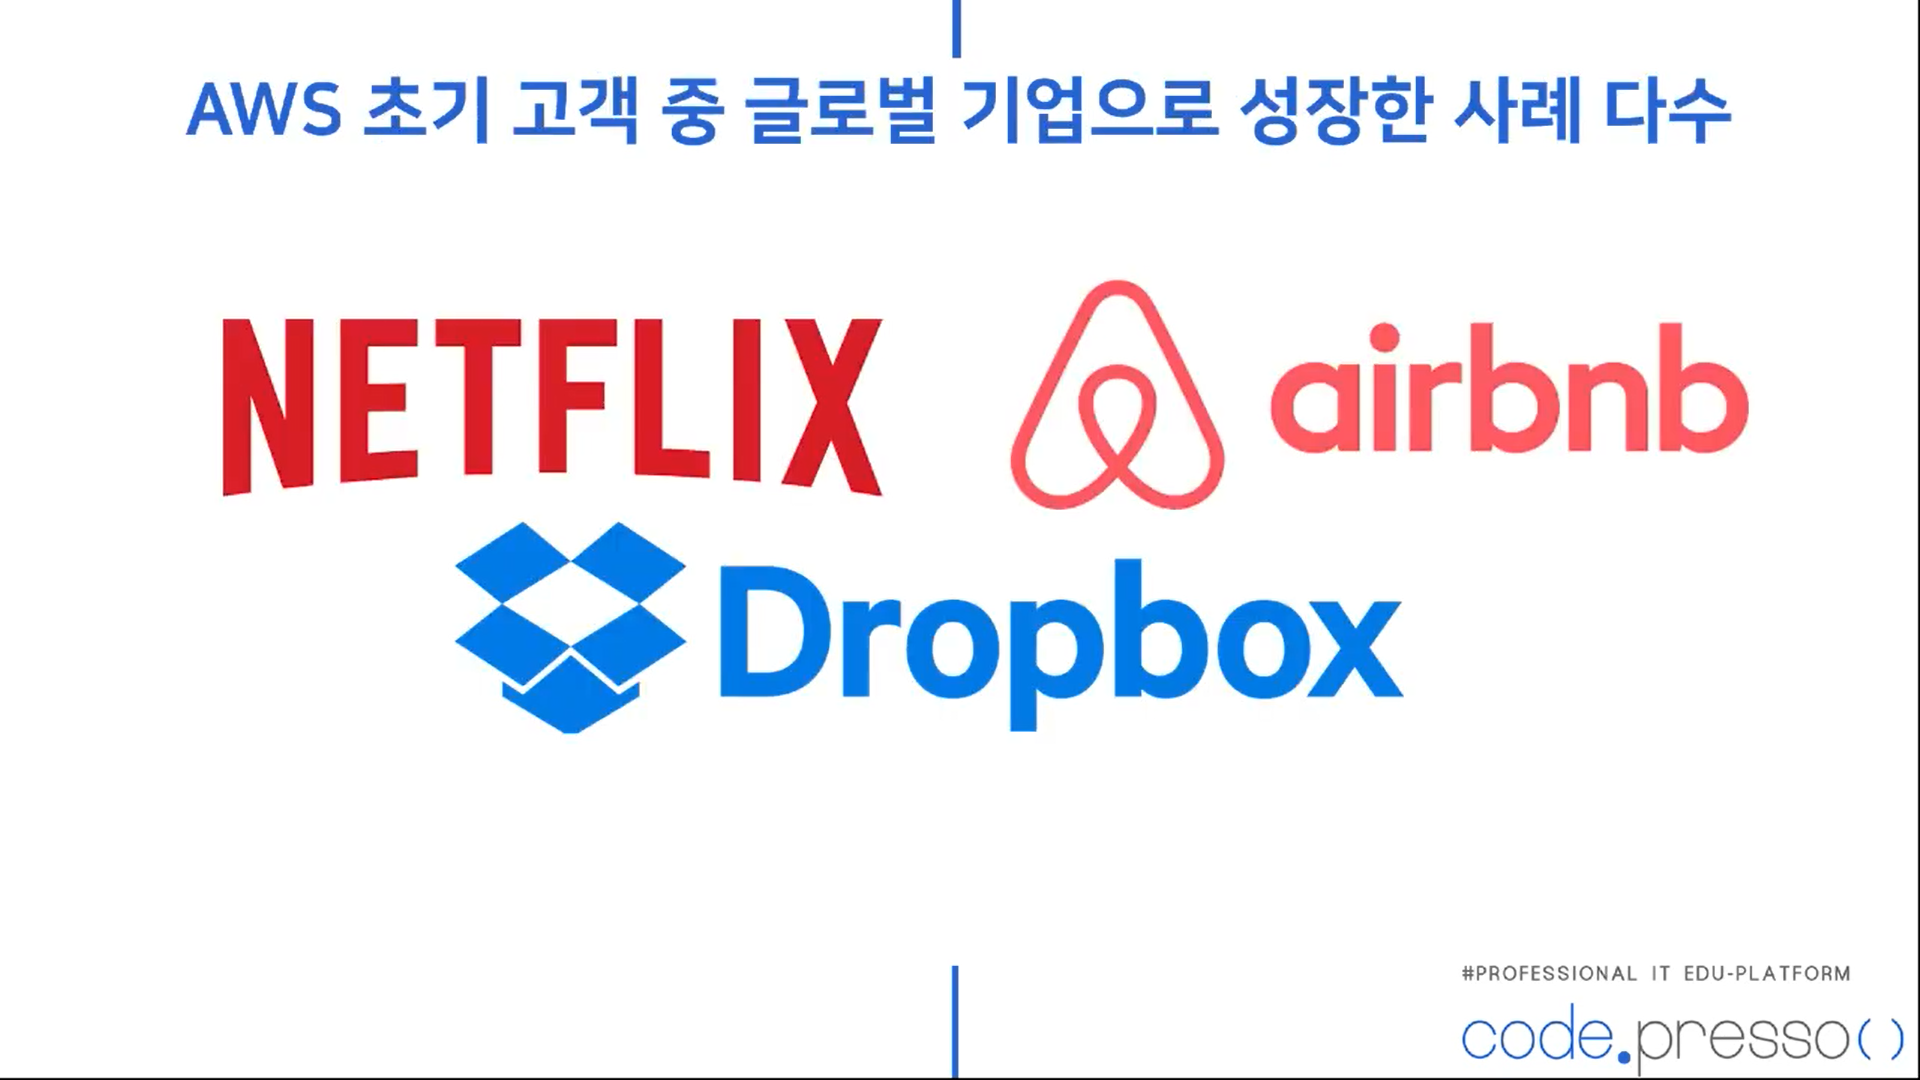 AWS 초기 고객 중 글로벌 기업으로 성장한 사례 다수
NETFLIX
airbnb
Dropbox
#PROFESSIONAL IT EDU-PLATFORM
code.presso()